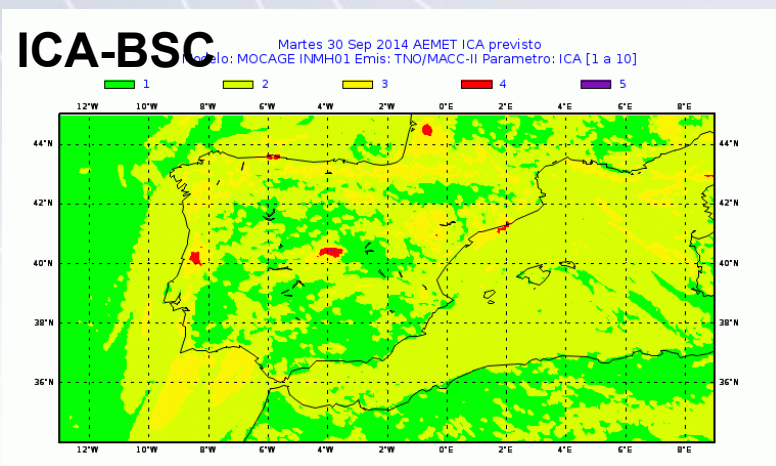 ICA-BSC
Martes 30 Sep 2014 AEMET ICA previsto
Modelo: MOCAGE INMH01 Emis: TNO/MACC-II Parametro: ICA [1 a 10]
1 2 3 4 5
12°W 10°W 8°W 6°W 4°W 2°W 0°E 2°E 4°E 6°E 8°E
44°N 44°N
42°N 42°N
40°N 40°N
38°N 38°N
36°N 36°N
12°W 10°W 8°W 6°W 4°W 2°W 0°E 2°E 4°E 6°E 8°E